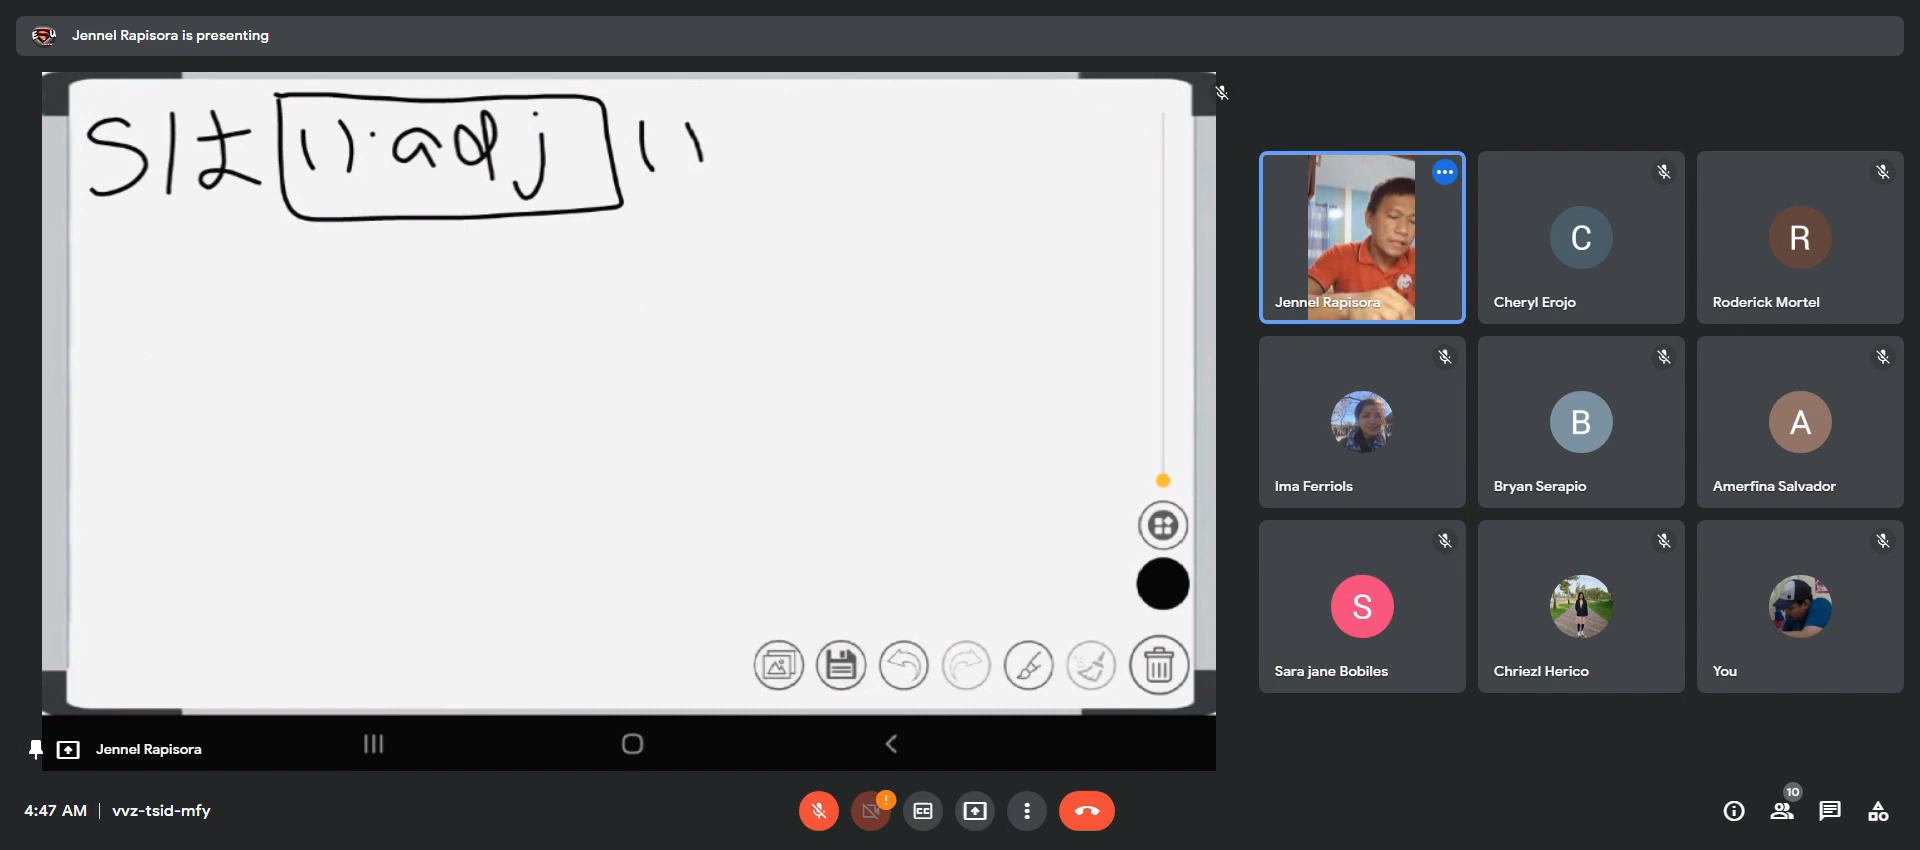 Jennel Rapisora is presenting
S1は い・adj い
Jennel Rapisora
Cheryl Erojo
Roderick Mortel
Ima Ferriols
B
Bryan Serapio
A
Amerfina Salvador
C
R
S
Sara jane Bobiles
Chriezl Herico
You
Jennel Rapisora
4:47 AM | vvz-tsid-mfy
10